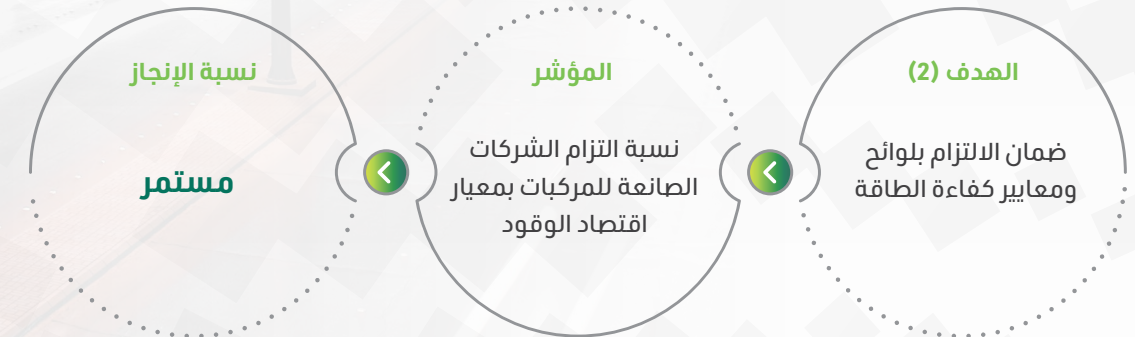 الهدف (2)
ضمان الالتزام بلوائح
ومعايير كفاءة الطاقة
المؤشر
نسبة التزام الشركات
الصانعة للمركبات بمعيار
اقتصاد الوقود
نسبة الإنجاز
مستمر